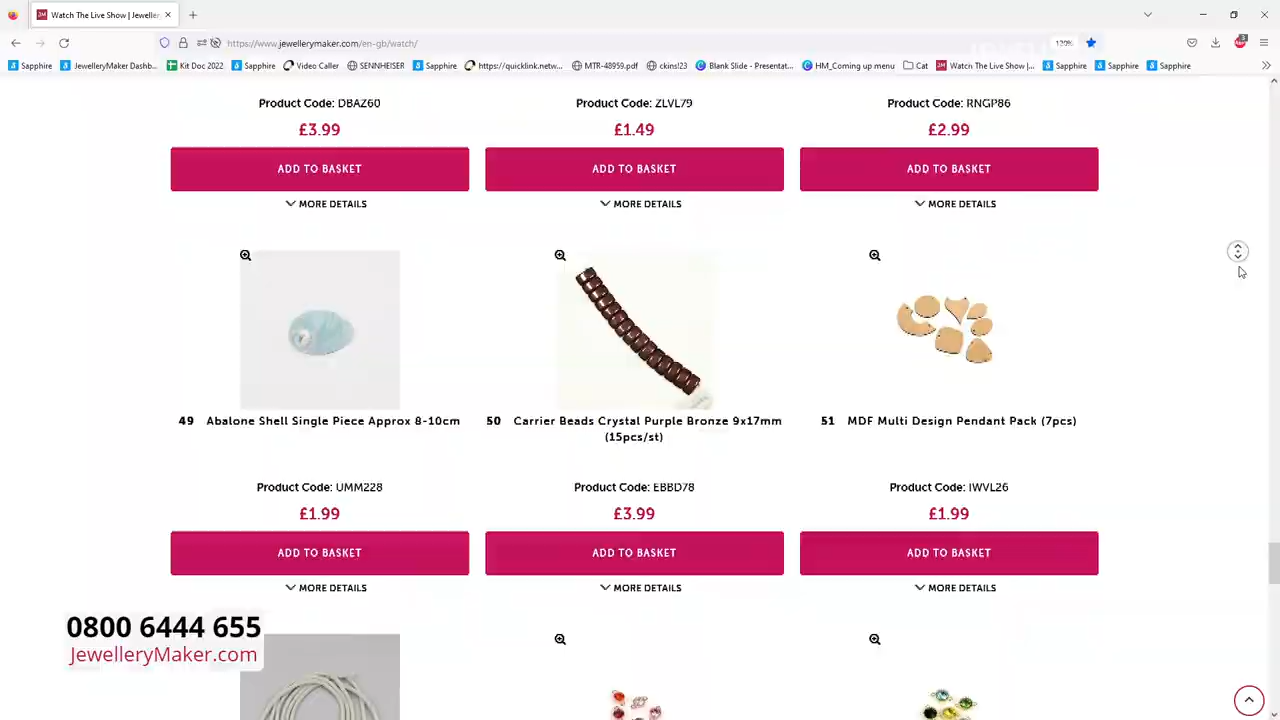 Watch The Live Show | Jeweller
https://www.jewellerymaker.com/en-gb/watch/
120%
Sapphire
JewelleryMaker Dashb...
Kit Doc 2022
Sapphire
Video Caller
SENNHEISER
Sapphire
https://quicklink.netw...
MTR-48959.pdf
ckins!23
Blank Slide - Presentat...
HM_Coming up menu
Cat
Watch The Live Show |...
Sapphire
Sapphire
Sapphire
Product Code: DBAZ60
Product Code: ZLVL79
Product Code: RNGP86
£3.99
£1.49
£2.99
ADD TO BASKET
ADD TO BASKET
ADD TO BASKET
MORE DETAILS
MORE DETAILS
MORE DETAILS
49 Abalone Shell Single Piece Approx 8-10cm
50 Carrier Beads Crystal Purple Bronze 9x17mm
(15pcs/st)
51 MDF Multi Design Pendant Pack (7pcs)
Product Code: UMM228
Product Code: EBBD78
Product Code: IWVL26
£1.99
£3.99
£1.99
ADD TO BASKET
ADD TO BASKET
ADD TO BASKET
MORE DETAILS
MORE DETAILS
MORE DETAILS
0800 6444 655
JewelleryMaker.com